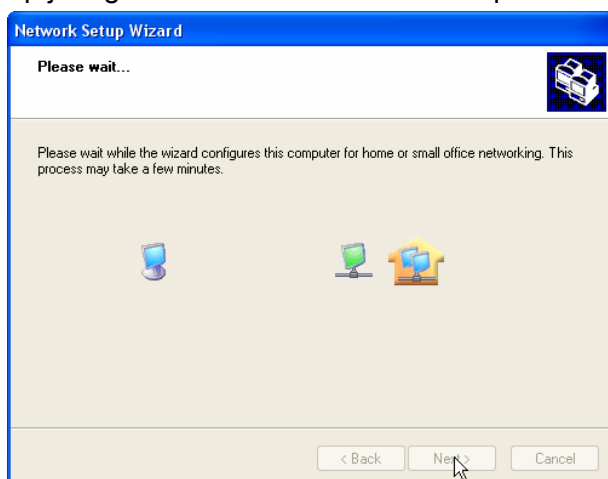 Network Setup Wizard
Please wait...
Please wait while the wizard configures this computer for home or small office networking. This
process may take a few minutes.
< Back
Next >
Cancel